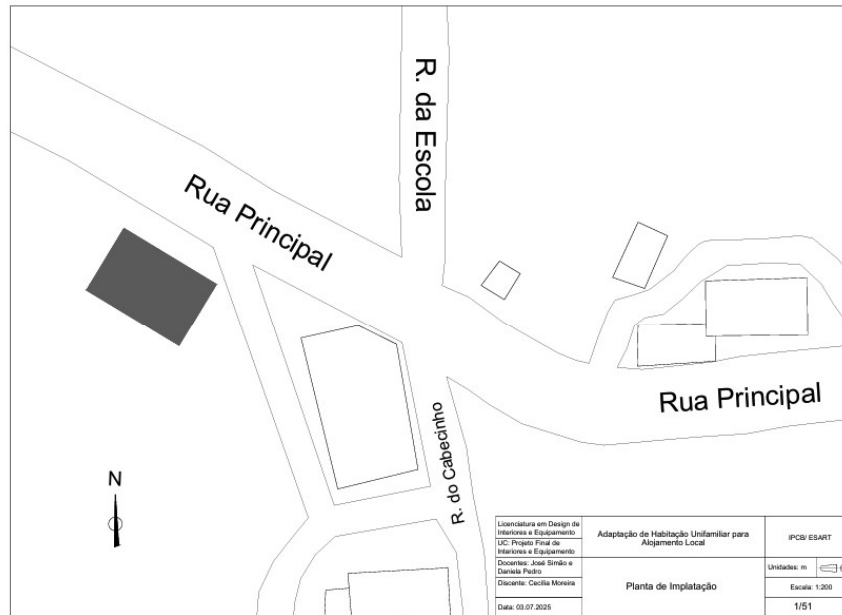 R. da Escola
Rua Principal
Rua Principal
R. do Cabecinho
N
Licenciatura em Design de
Interiores e Equipamento
UC: Projeto Final de
Interiores e Equipamento
Docentes: José Simão e
Daniela Pedro
Discente: Cecília Moreira
Data: 03.07.2025
Adaptação de Habitação Unifamiliar para
Alojamento Local
Planta de Implatação
IPCB/ ESART
Unidades: m
Escala: 1:200
1/51